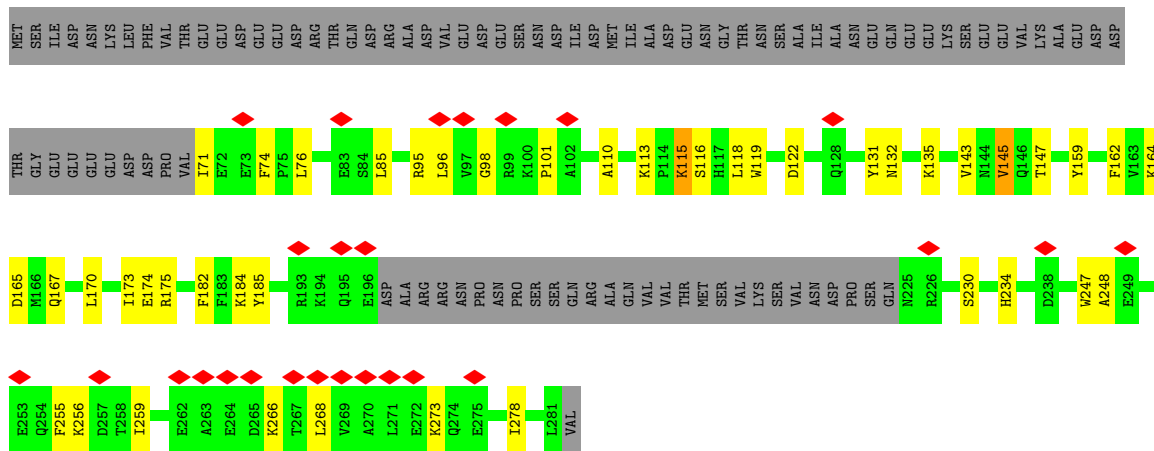 MET SER ILE ASP ASN LYS LEU PHE VAL THR GLU GLU ASP GLU GLU ASP ARG THR GLN ASP ARG ALA ASP VAL GLU ASP GLU SER ASN ASP ILE ASP MET ILE ALA ASP GLU ASN GLY THR ASN SER ALA ILE ALA ASN GLU GLN GLU GLU LYS SER GLU GLU VAL LYS ALA GLU ASP ASP
THR GLY GLU GLU GLU GLU ASP ASP PRO VAL I71 E72 E73 F74 P75 L76 E83 S84 L85 R95 L96 V97 G98 R99 K100 P101 A102 A110 K113 P114 K115 S116 H117 L118 W119 D122 Q128 Y131 N132 K135 V143 N144 V145 Q146 T147 Y159 F162 V163 K164
D165 M166 Q167 L170 I173 E174 R175 F182 F183 K184 Y185 R193 K194 Q195 E196 ASP ALA ARG ARG ASN PRO ASN PRO SER SER GLN ARG ALA GLN VAL VAL THR MET SER VAL LYS SER VAL ASN ASP PRO SER GLN N225 R226 S230 H234 D238 W247 A248 E249
E253 Q254 F255 K256 D257 T258 I259 E262 A263 E264 D265 K266 T267 L268 V269 A270 L271 E272 K273 Q274 E275 I278 L281 VAL